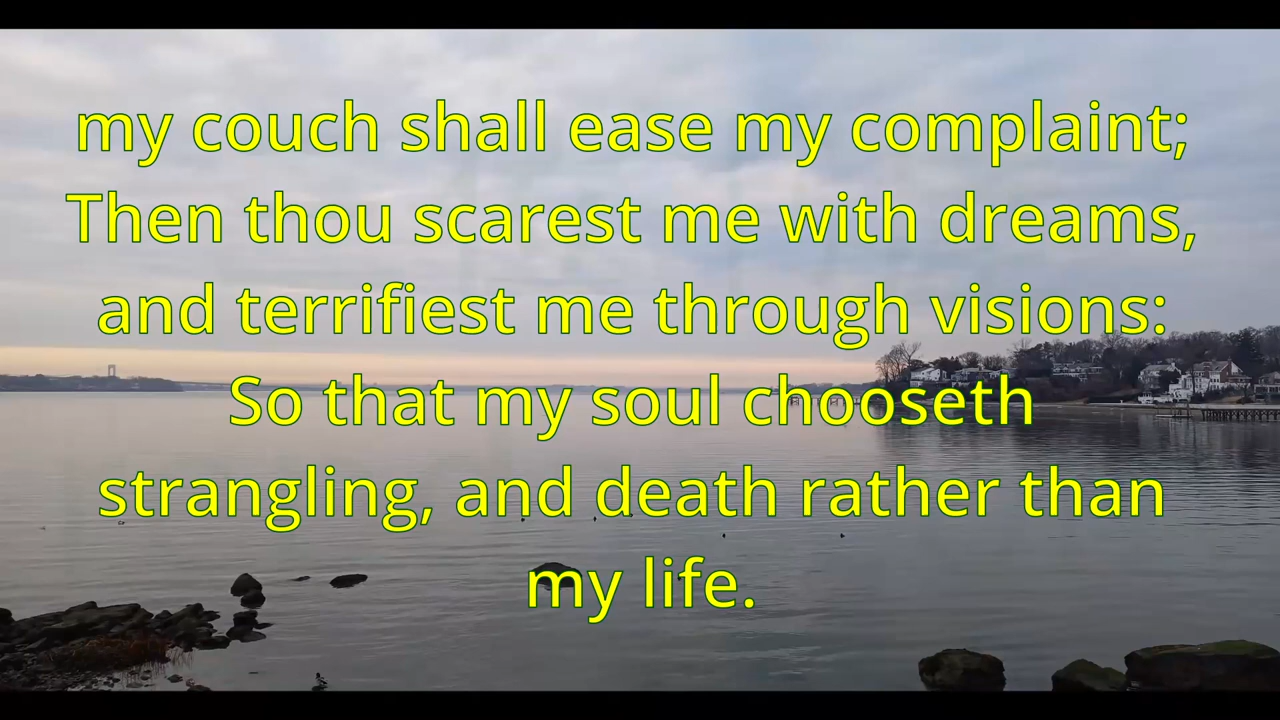 my couch shall ease my complaint;
Then thou scarest me with dreams,
and terrifiest me through visions:
So that my soul chooseth
strangling, and death rather than
my life.